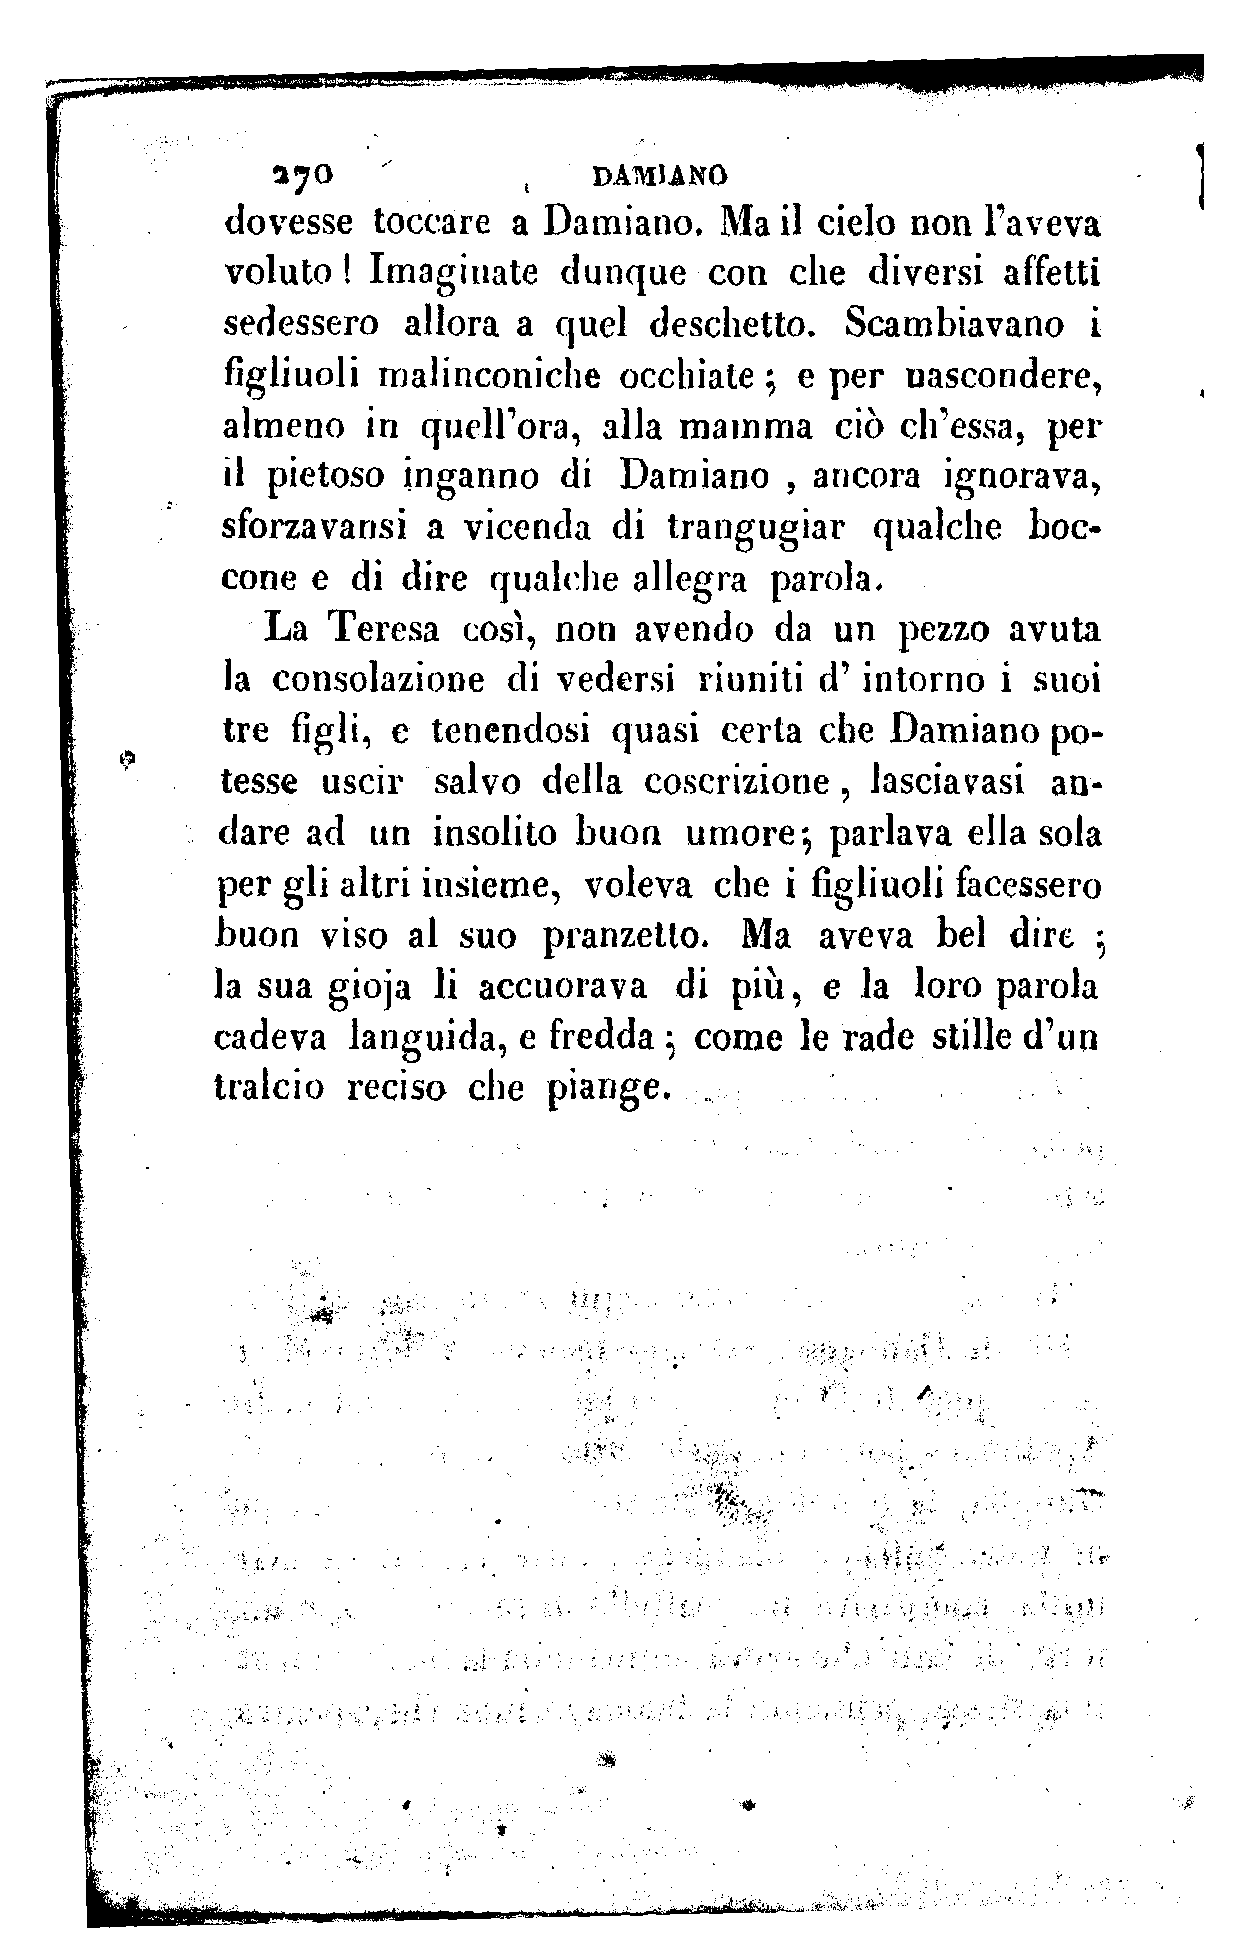 270 DAMIANO
dovesse toccare a Damiano. Ma il cielo non l'aveva
voluto! Imaginate dunque con che diversi affetti
sedessero allora a quel deschetto. Scambiavano i
figliuoli malinconiche occhiate; e per nascondere,
almeno in quell'ora, alla mamma ciò ch'essa, per
il pietoso inganno di Damiano, ancora ignorava,
sforzavansi a vicenda di trangugiar qualche boc-
cone e di dire qualche allegra parola.
La Teresa così, non avendo da un pezzo avuta
la consolazione di vedersi riuniti d'intorno i suoi
tre figli, e tenendosi quasi certa che Damiano po-
tesse uscir salvo della coscrizione, lasciavasi an-
dare ad un insolito buon umore; parlava ella sola
per gli altri insieme, voleva che i figliuoli facessero
buon viso al suo pranzetto. Ma aveva bel dire;
la sua gioja li accuorava di più, e la loro parola
cadeva languida, e fredda; come le rade stille d'un
tralcio reciso che piange.